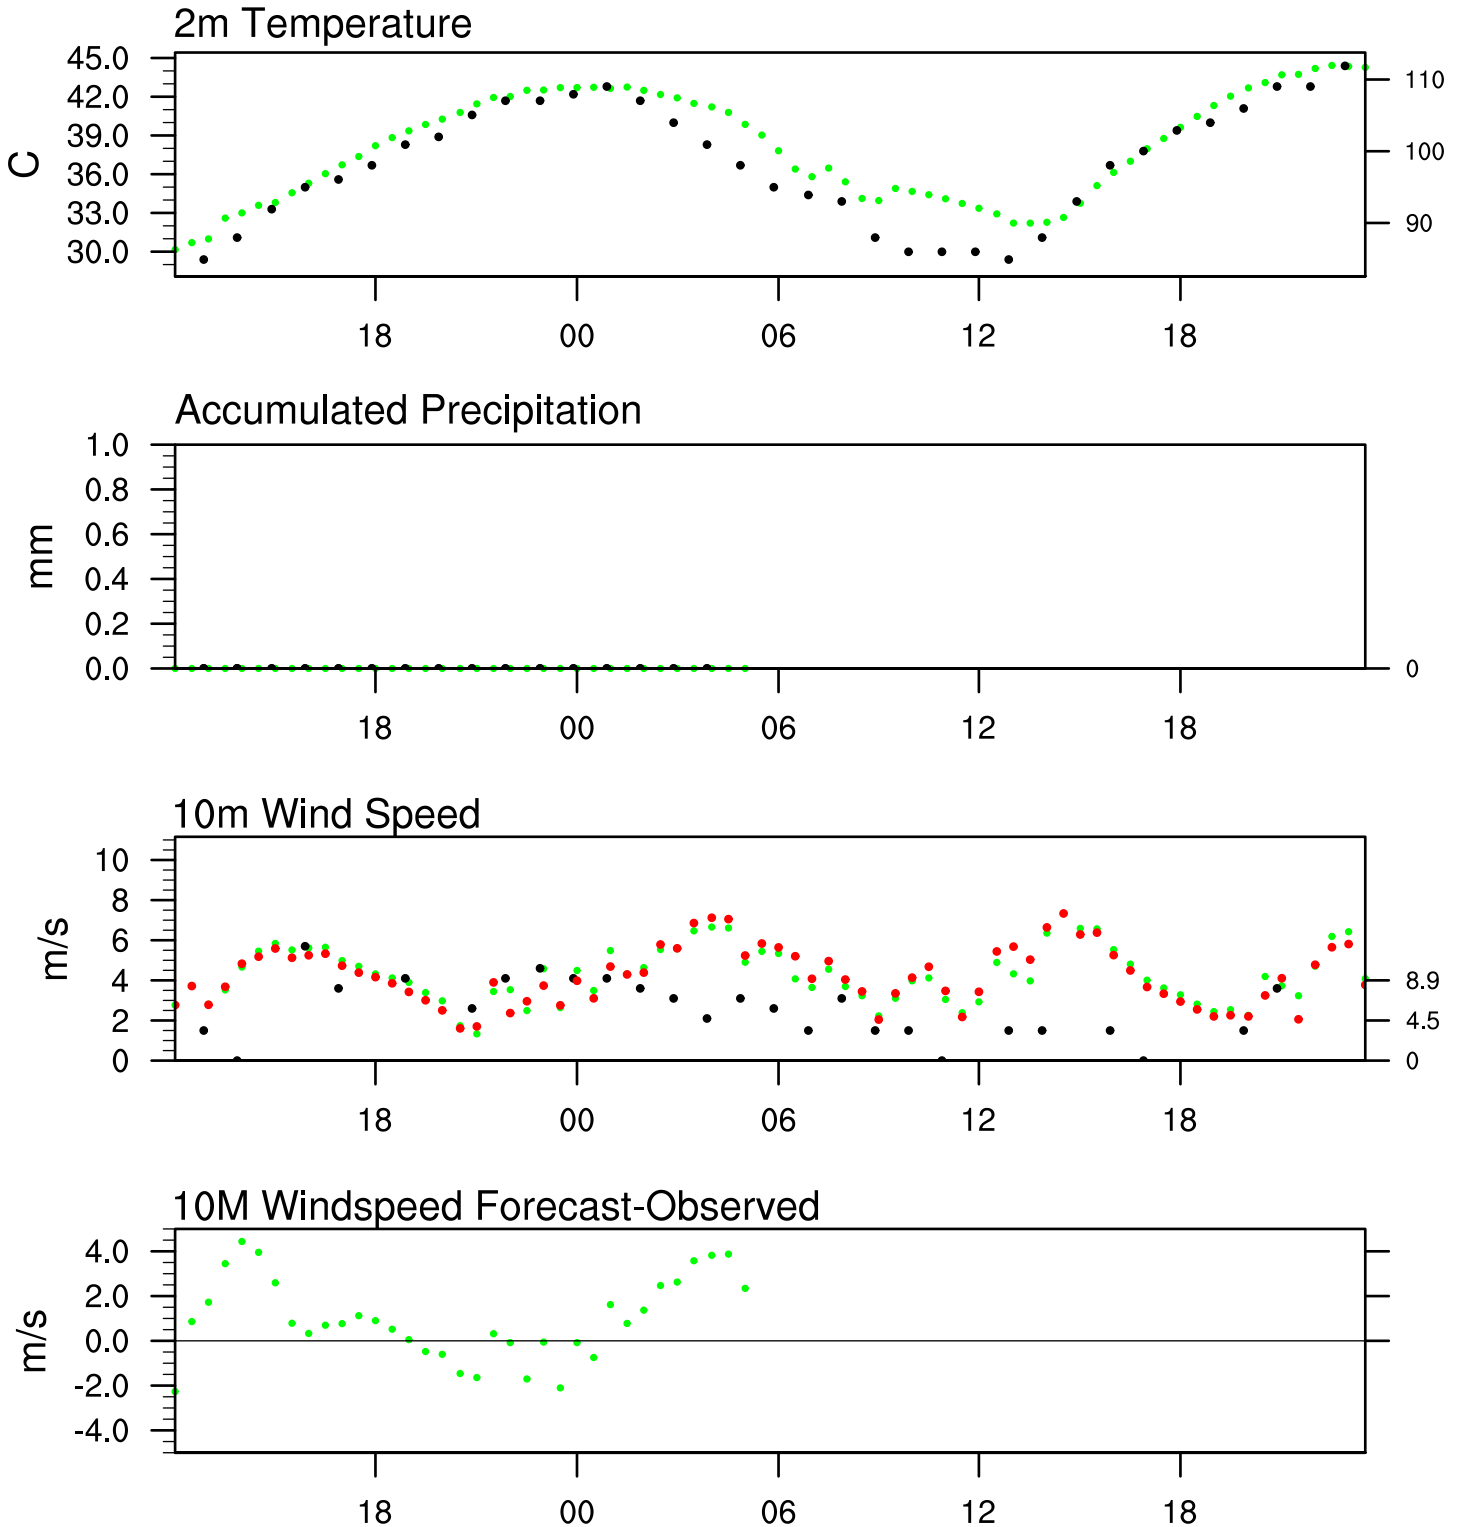 2m Temperature
45.0
42.0
39.0
36.0
33.0
30.0
C
110
100
90
18 00 06 12 18
Accumulated Precipitation
1.0
0.8
0.6
0.4
0.2
0.0
mm
0
18 00 06 12 18
10m Wind Speed
10
8
6
4
2
0
m/s
8.9
4.5
0
18 00 06 12 18
10M Windspeed Forecast-Observed
4.0
2.0
0.0
-2.0
-4.0
m/s
18 00 06 12 18